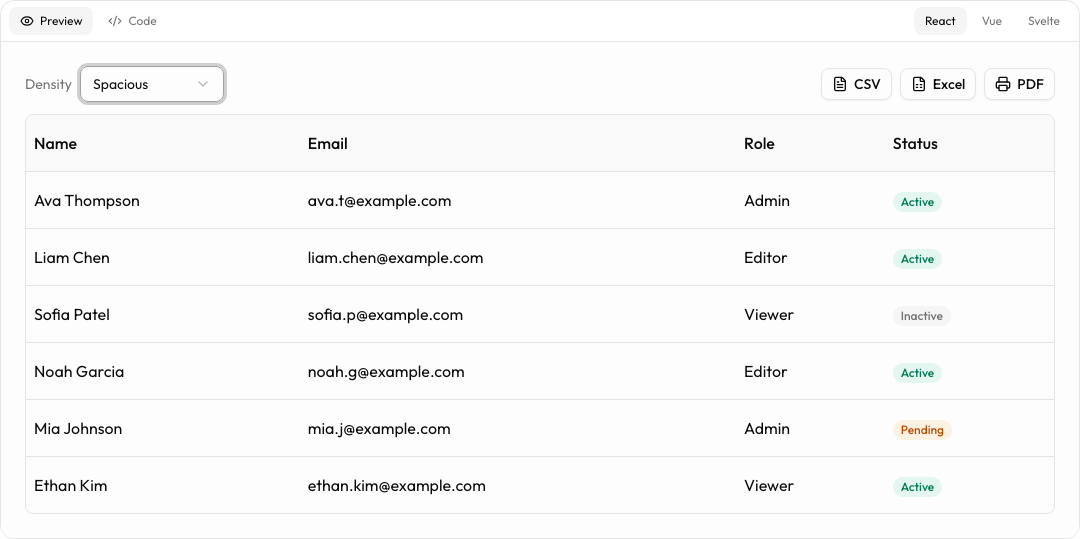 Preview Code React Vue Svelte
Density Spacious CSV Excel PDF
Name Email Role Status
Ava Thompson ava.t@example.com Admin Active
Liam Chen liam.chen@example.com Editor Active
Sofia Patel sofia.p@example.com Viewer Inactive
Noah Garcia noah.g@example.com Editor Active
Mia Johnson mia.j@example.com Admin Pending
Ethan Kim ethan.kim@example.com Viewer Active